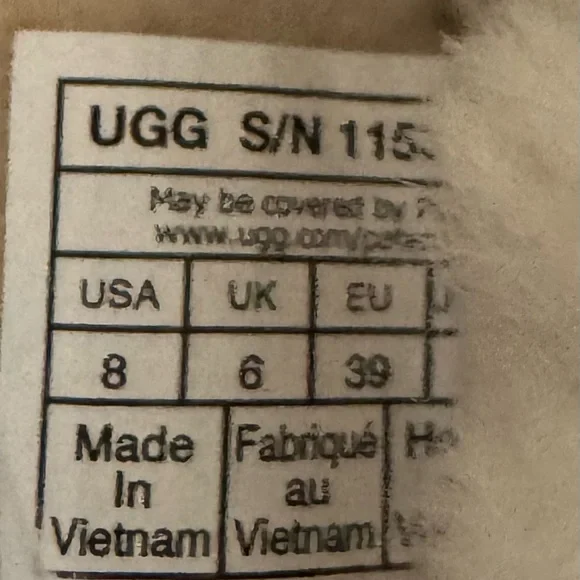 UGG S/N 115
May be covered by
www.ugg.com/patents
USA UK EU
8 6 39
Made Fabriqué
In au
Vietnam Vietnam